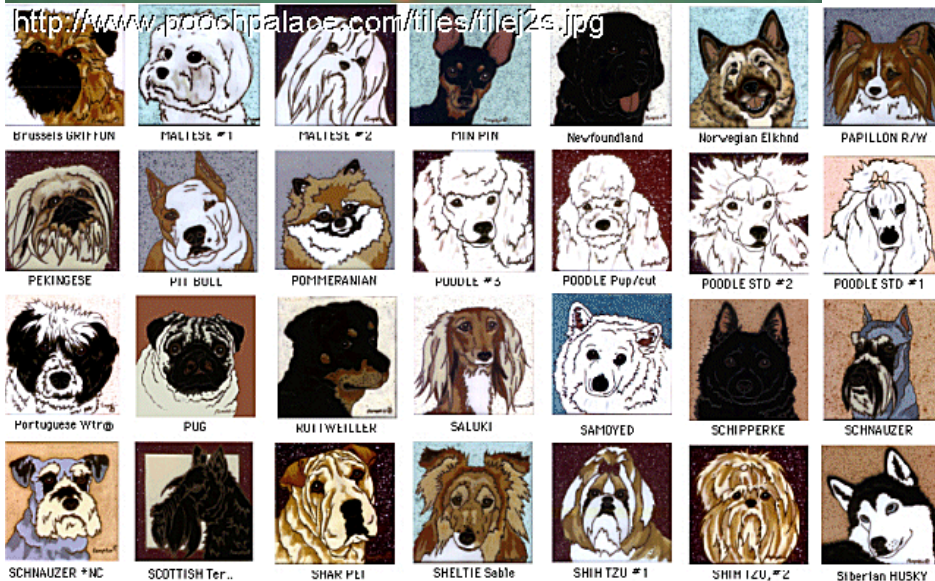 http://www.poochpalace.com/tiles/tilej2s.jpg
Brussels GRIFFON
MALTESE #1
MALTESE #2
MIN PIN
Newfoundland
Norwegian Elkhnd
PAPILLON R/W
PEKINGESE
PIT BULL
POMMERANIAN
POODLE #3
POODLE Pup/cut
POODLE STD #2
POODLE STD #1
Portuguese Wtr®
PUG
ROTTWEILLER
SALUKI
SAMOYED
SCHIPPERKE
SCHNAUZER
SCHNAUZER *NC
SCOTTISH Ter..
SHAR PEI
SHELTIE Sable
SHIH TZU #1
SHIH TZU #2
Siberian HUSKY